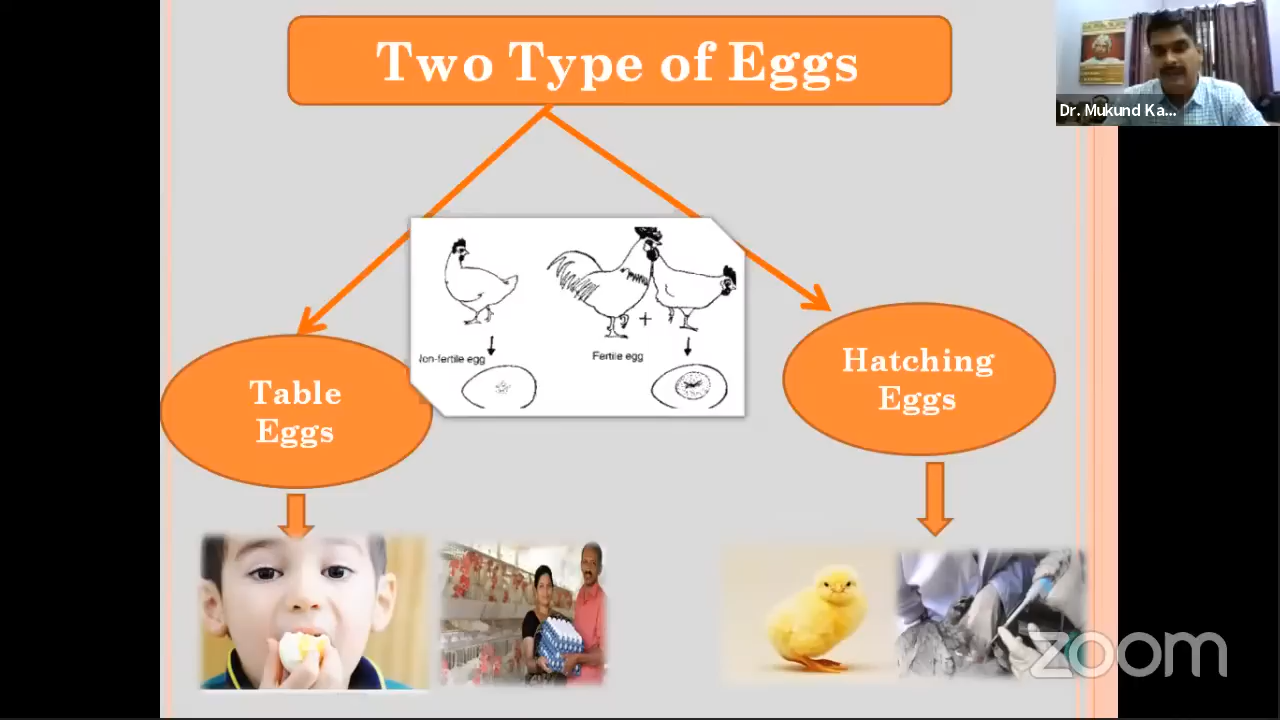 Two Type of Eggs
Dr. Mukund Ka...
Non-fertile egg
Fertile egg
+
Table
Eggs
Hatching
Eggs
zoom